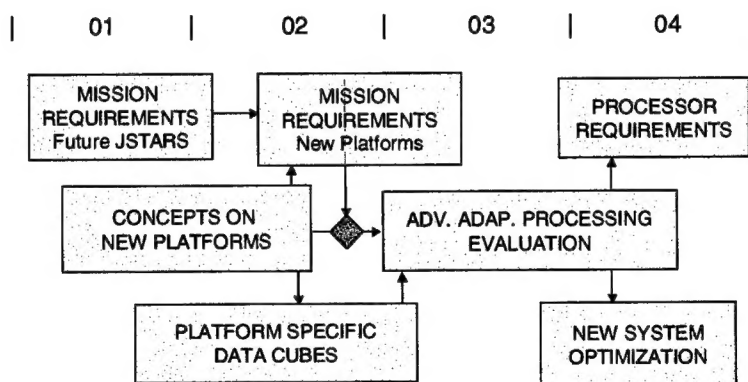 | 01 | 02 | 03 | 04
MISSION
REQUIREMENTS
Future JSTARS
MISSION
REQUIREMENTS
New Platforms
PROCESSOR
REQUIREMENTS
CONCEPTS ON
NEW PLATFORMS
ADV. ADAP. PROCESSING
EVALUATION
PLATFORM SPECIFIC
DATA CUBES
NEW SYSTEM
OPTIMIZATION